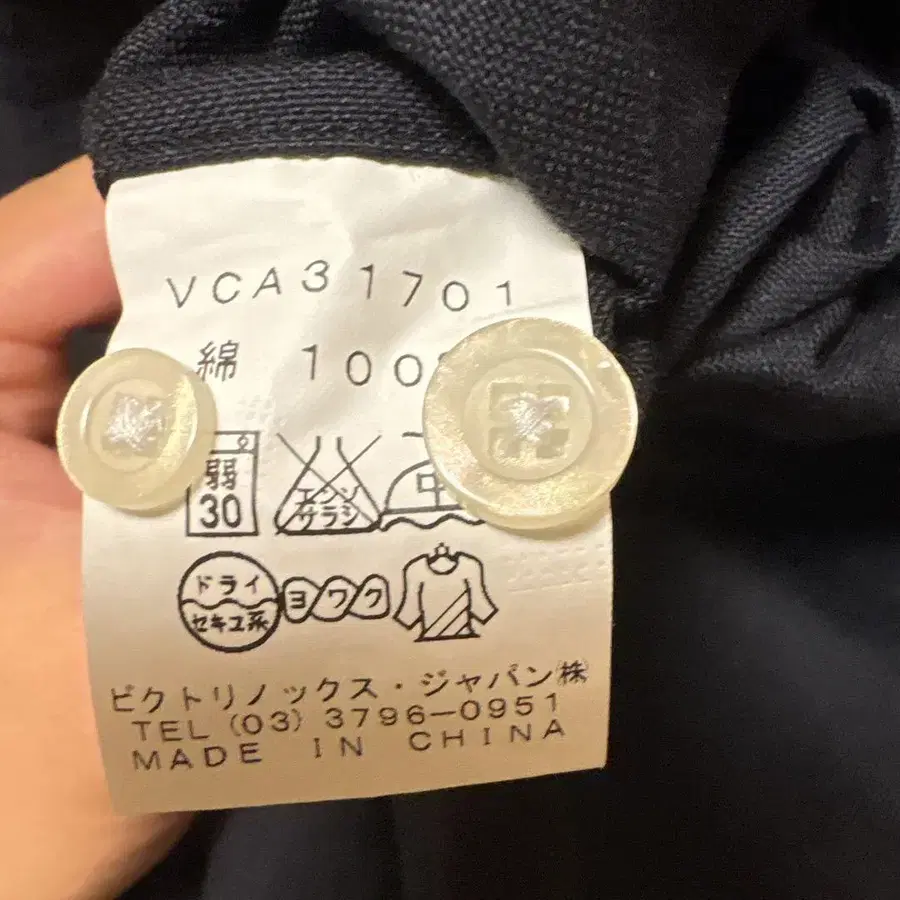 VCA31701
綿 100
弱
30
エンソ
サラシ
中
ドライ
セキユ系
ヨワク
ビクトリノックス・ジャパン㈱
TEL (03) 3796-0951
MADE IN CHINA